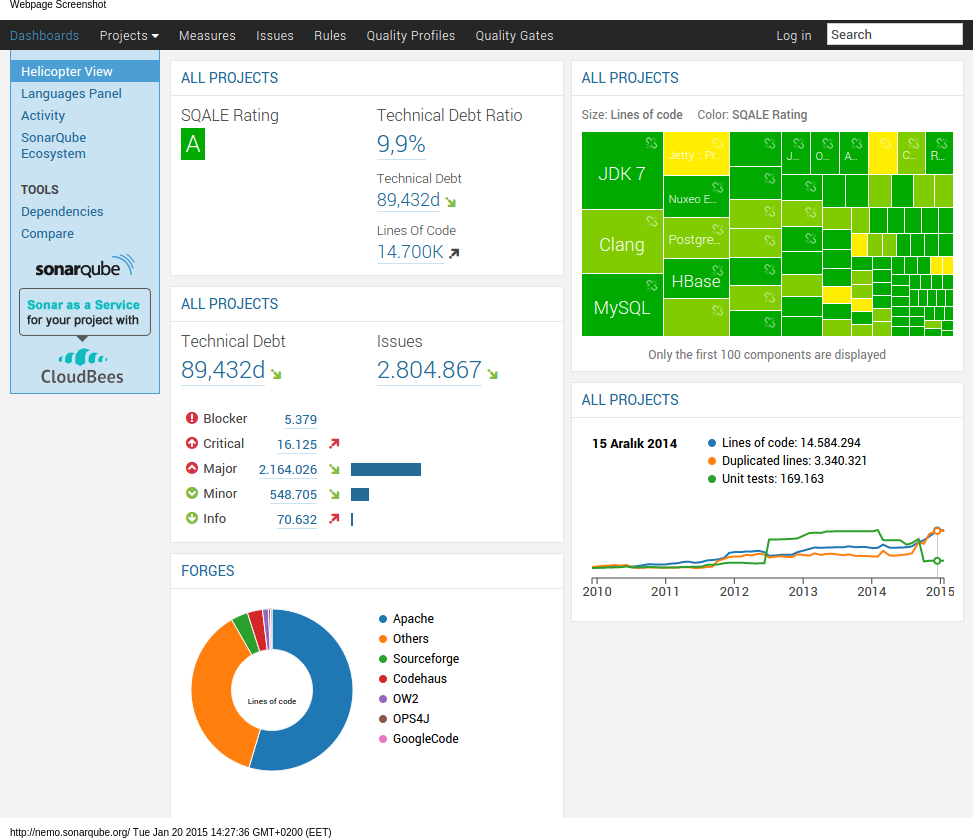 Webpage Screenshot
Dashboards Projects Measures Issues Rules Quality Profiles Quality Gates Log in Search
Helicopter View
Languages Panel
Activity
SonarQube
Ecosystem
TOOLS
Dependencies
Compare
sonarqube
Sonar as a Service
for your project with
CloudBees
ALL PROJECTS
SQALE Rating
A
Technical Debt Ratio
9,9%
Technical Debt
89,432d
Lines Of Code
14.700K
ALL PROJECTS
Technical Debt
89,432d
Issues
2.804.867
Blocker 5.379
Critical 16.125
Major 2.164.026
Minor 548.705
Info 70.632
FORGES
Lines of code
Apache
Others
Sourceforge
Codehaus
OW2
OPS4J
GoogleCode
ALL PROJECTS
Size: Lines of code Color: SQALE Rating
JDK 7
Clang
MySQL
Jetty :: Pr...
Nuxeo E...
Postgre...
HBase
J...
O...
A...
C...
R...
Only the first 100 components are displayed
ALL PROJECTS
15 Aralık 2014
Lines of code: 14.584.294
Duplicated lines: 3.340.321
Unit tests: 169.163
2010 2011 2012 2013 2014 2015
http://nemo.sonarqube.org/ Tue Jan 20 2015 14:27:36 GMT+0200 (EET)